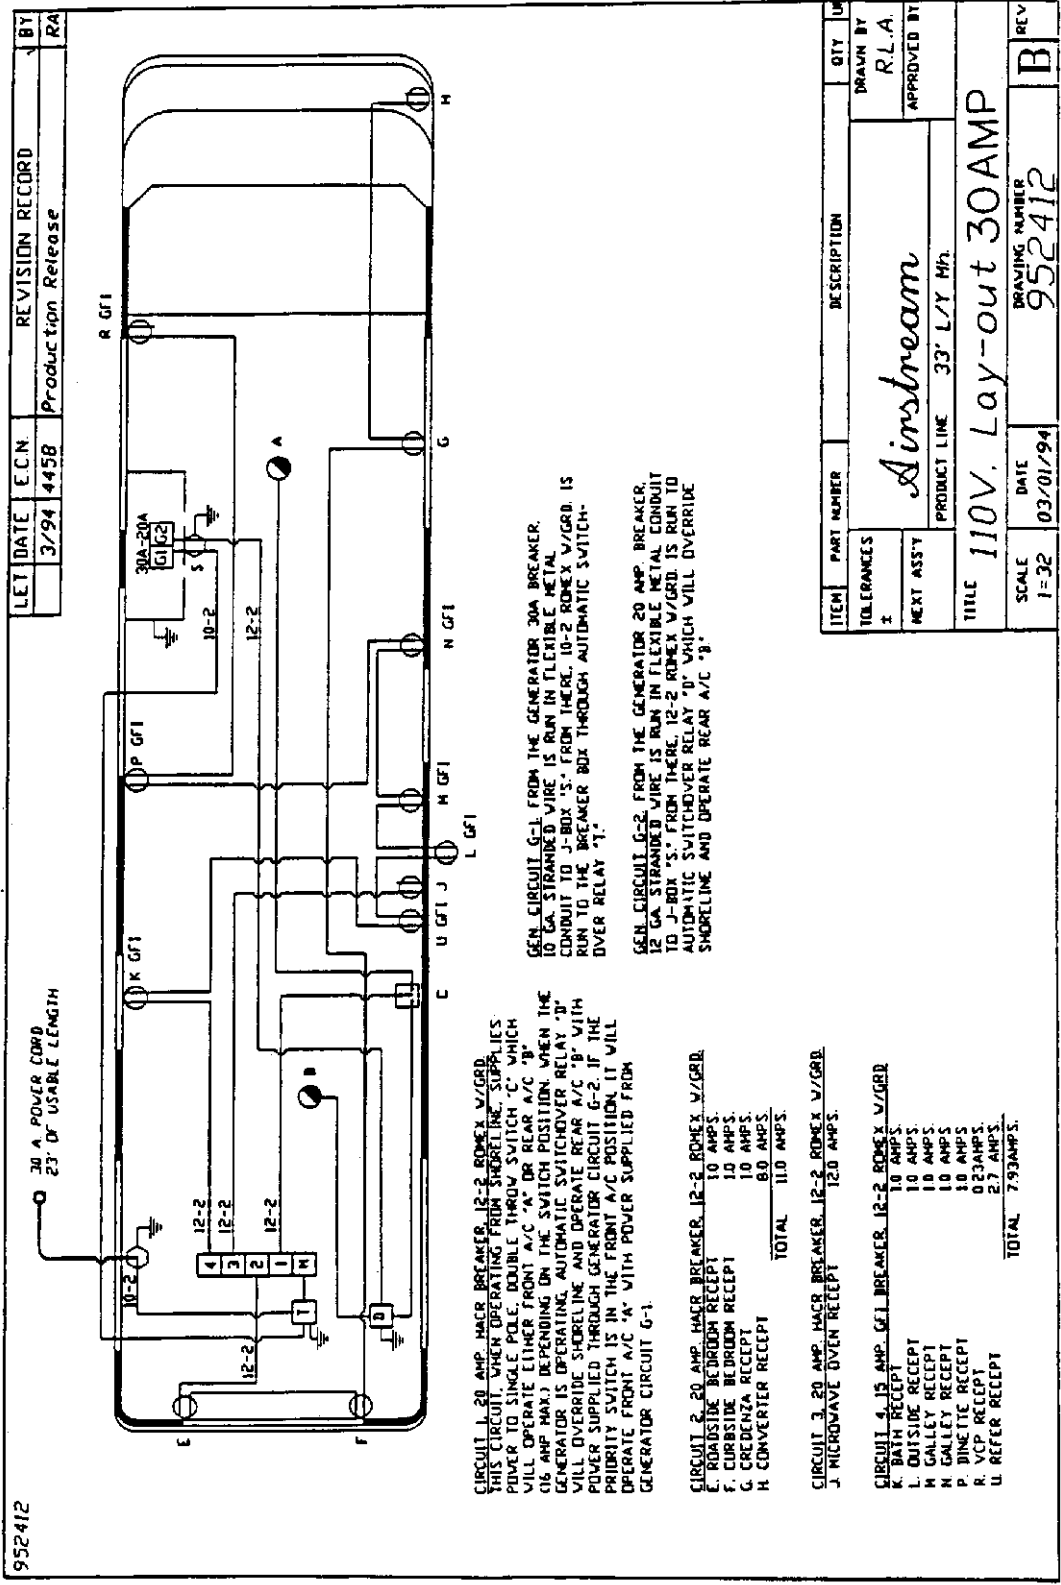 952412
LET DATE E.C.N. REVISION RECORD BY
3/94 4458 Production Release RA
30 A. POWER CORD
23' OF USABLE LENGTH
10-2
K GFI
P GFI
30A-20A
G1 G2
S
R GFI
10-2
12-2
A
B
12-2
12-2
12-2
12-2
4
3
2
1
M
T
D
E
F
C
U GFI
J
L GFI
M GFI
N GFI
G
H
CIRCUIT 1, 20 AMP. HACR BREAKER, 12-2 ROMEX W/GRD.
THIS CIRCUIT, WHEN OPERATING FROM SHORELINE, SUPPLIES
POWER TO SINGLE POLE, DOUBLE THROW SWITCH "C" WHICH
WILL OPERATE EITHER FRONT A/C "A" OR REAR A/C "B"
(16 AMP MAX.) DEPENDING ON THE SWITCH POSITION. WHEN THE
GENERATOR IS OPERATING, AUTOMATIC SWITCHOVER RELAY "D"
WILL OVERRIDE SHORELINE AND OPERATE REAR A/C "B" WITH
POWER SUPPLIED THROUGH GENERATOR CIRCUIT G-2. IF THE
PRIORITY SWITCH IS IN THE FRONT A/C POSITION, IT WILL
OPERATE FRONT A/C "A" WITH POWER SUPPLIED FROM
GENERATOR CIRCUIT G-1.
CIRCUIT 2, 20 AMP. HACR BREAKER, 12-2 ROMEX W/GRD.
E. ROADSIDE BEDROOM RECEPT 1.0 AMPS.
F. CURBSIDE BEDROOM RECEPT 1.0 AMPS.
G. CREDENZA RECEPT 1.0 AMPS.
H. CONVERTER RECEPT 8.0 AMPS.
TOTAL 11.0 AMPS.
CIRCUIT 3, 20 AMP. HACR BREAKER, 12-2 ROMEX W/GRD.
J. MICROWAVE OVEN RECEPT 12.0 AMPS.
CIRCUIT 4, 15 AMP. GFI BREAKER, 12-2 ROMEX W/GRD.
K. BATH RECEPT 1.0 AMPS.
L. OUTSIDE RECEPT 1.0 AMPS.
M GALLEY RECEPT 1.0 AMPS.
N. GALLEY RECEPT 1.0 AMPS
P. DINETTE RECEPT 1.0 AMPS
R. VCP RECEPT 0.23AMPS.
U. REFER RECEPT 2.7 AMPS.
TOTAL 7.93AMPS.
GEN. CIRCUIT G-1. FROM THE GENERATOR 30A BREAKER,
10 GA. STRANDED WIRE IS RUN IN FLEXIBLE METAL
CONDUIT TO J-BOX "S." FROM THERE, 10-2 ROMEX W/GRD. IS
RUN TO THE BREAKER BOX THROUGH AUTOMATIC SWITCH-
OVER RELAY "T."
GEN. CIRCUIT G-2. FROM THE GENERATOR 20 AMP. BREAKER,
12 GA. STRANDED WIRE IS RUN IN FLEXIBLE METAL CONDUIT
TO J-BOX "S." FROM THERE, 12-2 ROMEX W/GRD. IS RUN TO
AUTOMATIC SWITCHOVER RELAY "D" WHICH WILL OVERRIDE
SHORELINE AND OPERATE REAR A/C "B."
ITEM PART NUMBER DESCRIPTION QTY
TOLERANCES
±
NEXT ASS'Y
Airstream
PRODUCT LINE 33' L/Y Mh.
DRAWN BY
R.L.A.
APPROVED BY
TITLE 110V. Lay-out 30AMP
SCALE
1=32
DATE
03/01/94
DRAWING NUMBER
952412
B
REV